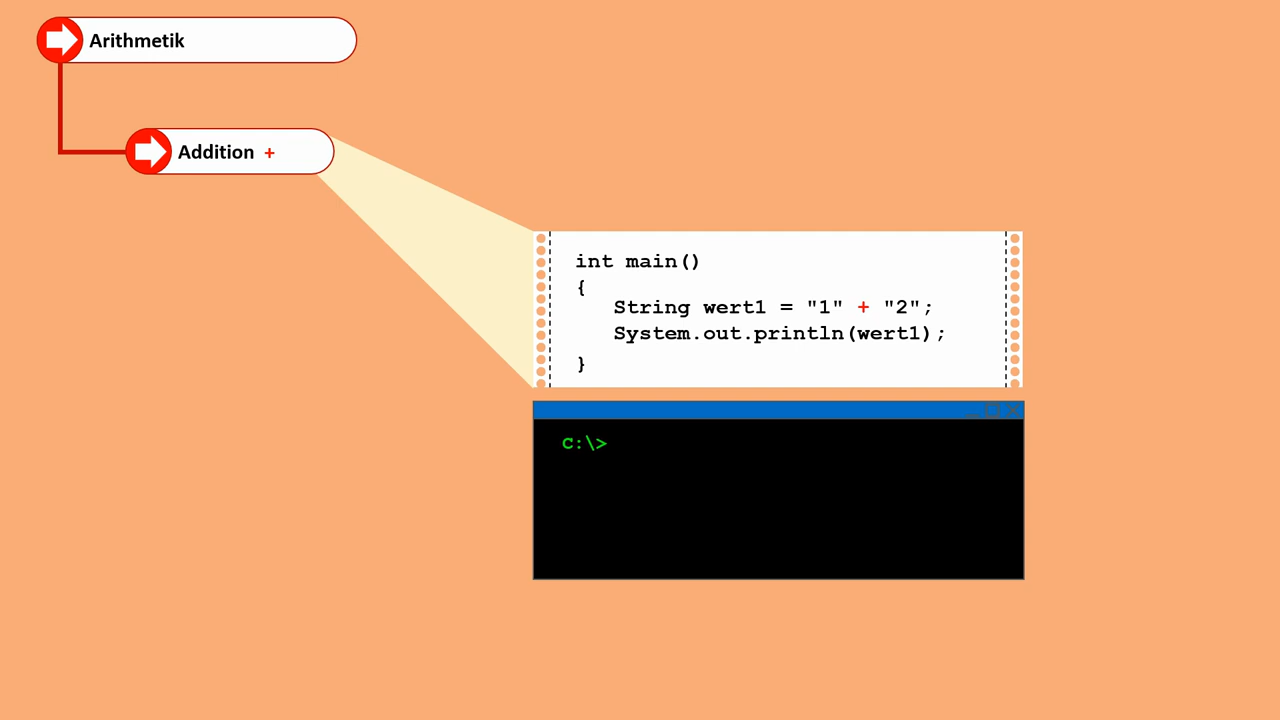 Arithmetik
Addition +
int main()
{
String wert1 = "1" + "2";
System.out.println(wert1);
}
C:\>